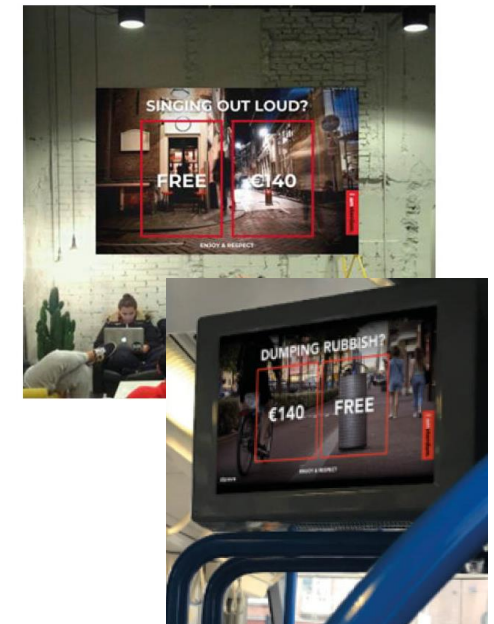 SINGING OUT LOUD?
FREE
€140
ENJOY & RESPECT
DUMPING RUBBISH?
€140
FREE
ENJOY & RESPECT